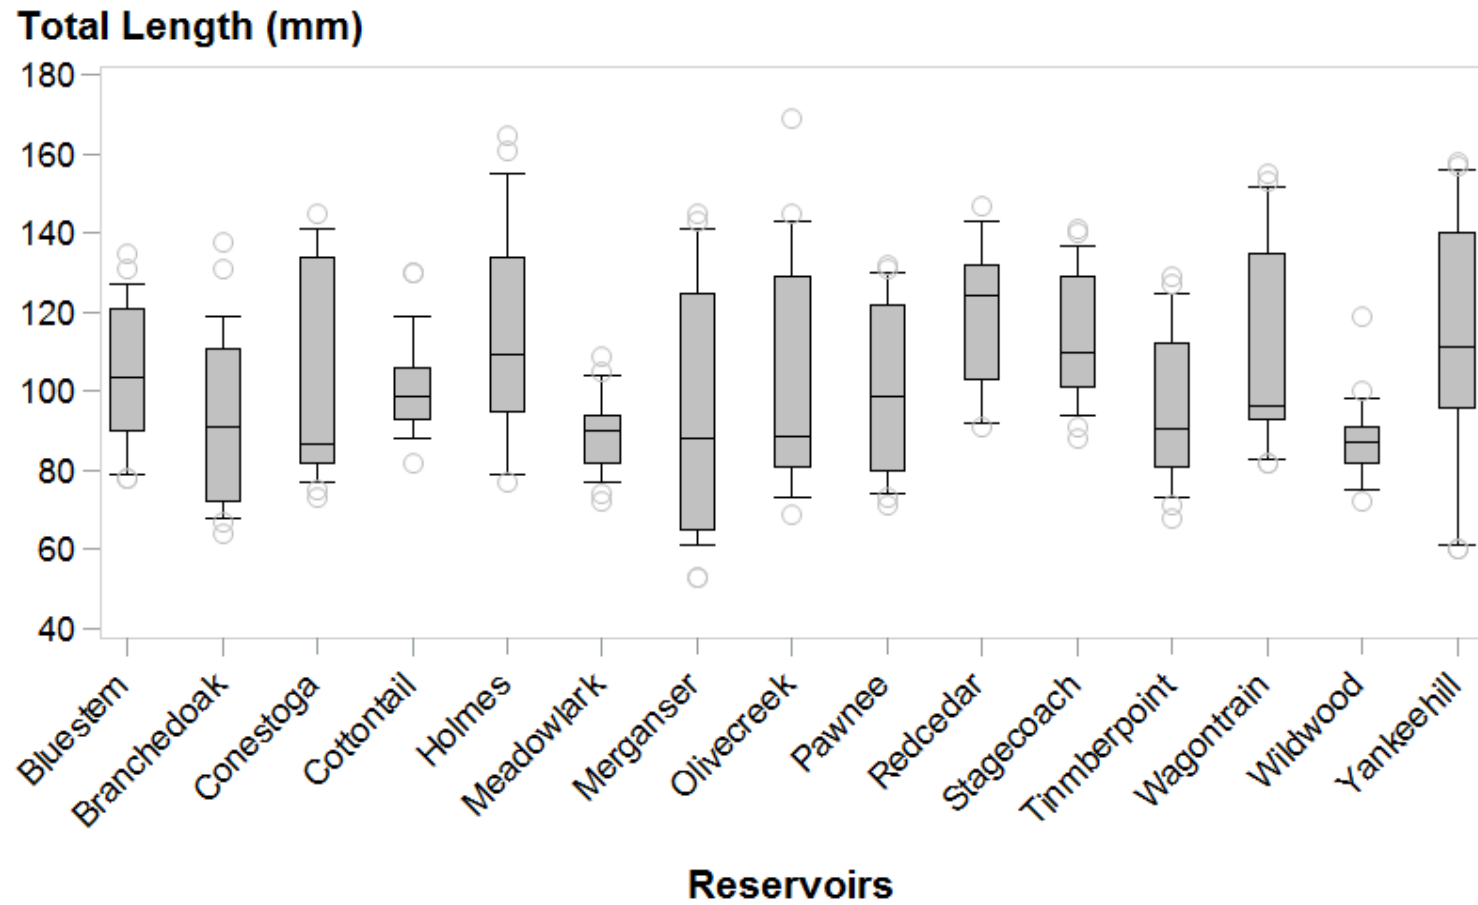 Total Length (mm)
180
160
140
120
100
80
60
40
Bluestem
Branchedoak
Conestoga
Cottontail
Holmes
Meadowlark
Merganser
Olivecreek
Pawnee
Redcedar
Stagecoach
Tinmberpoint
Wagontrain
Wildwood
Yankeehill
Reservoirs